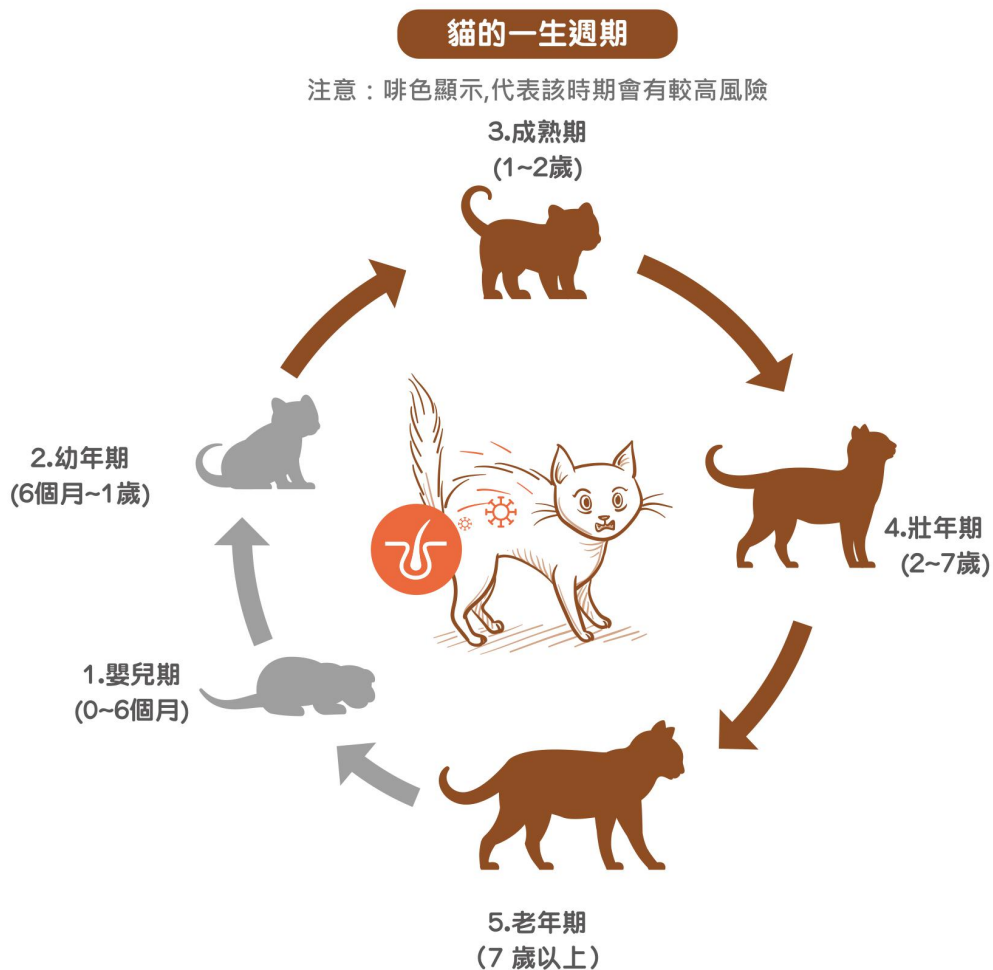 貓的一生週期
注意：啡色顯示,代表該時期會有較高風險
3.成熟期
(1~2歲)
2.幼年期
(6個月~1歲)
4.壯年期
(2~7歲)
1.嬰兒期
(0~6個月)
5.老年期
（7 歲以上）